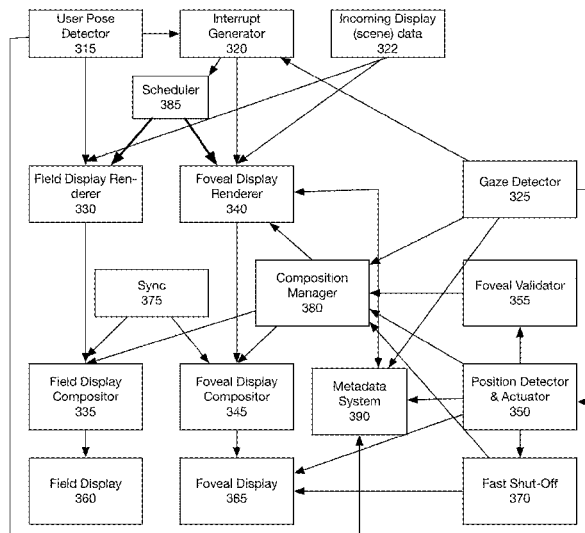 User Pose
Detector
315
Interrupt
Generator
320
Incoming Display
(scene) data
322
Scheduler
385
Field Display Ren-
derer
330
Foveal Display
Renderer
340
Gaze Detector
325
Sync
375
Composition
Manager
380
Foveal Validator
355
Field Display
Compositor
335
Foveal Display
Compositor
345
Metadata
System
390
Position Detector
& Actuator
350
Field Display
360
Foveal Display
365
Fast Shut-Off
370